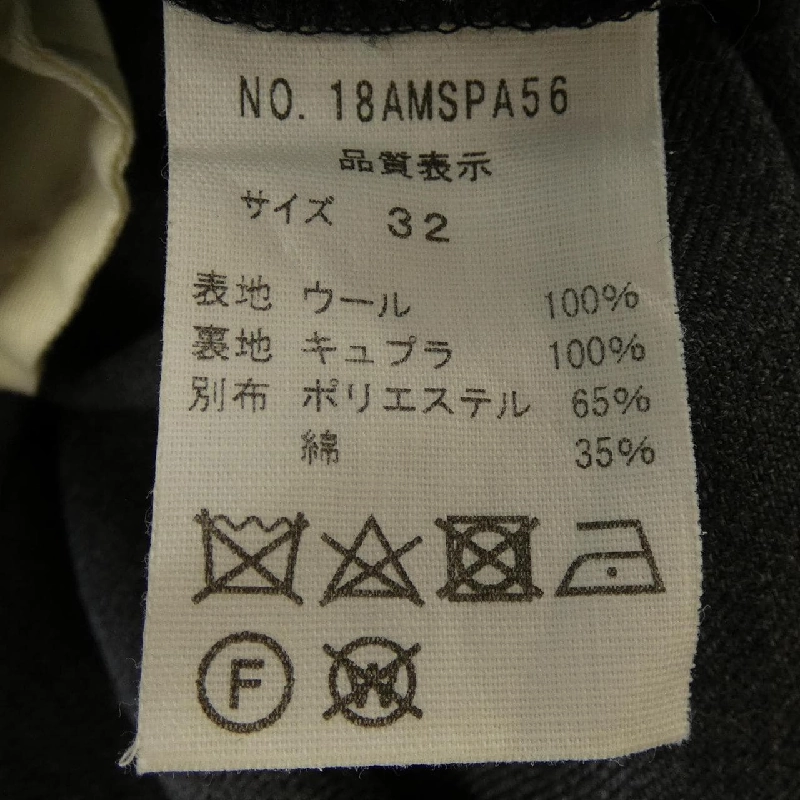 NO. 18AMSPA56
品質表示
サイズ 32
表地 ウール 100%
裏地 キュプラ 100%
別布 ポリエステル 65%
綿 35%
F W